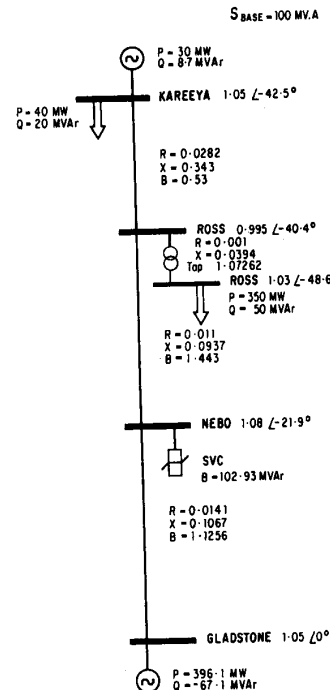 S BASE = 100 MV.A
P = 30 MW
Q = 8·7 MVAr
KAREEYA 1·05 ∠-42·5°
P = 40 MW
Q = 20 MVAr
R = 0·0282
X = 0·343
B = 0·53
ROSS 0·995 ∠-40·4°
R = 0·001
X = 0·0394
Tap 1·07262
ROSS 1·03 ∠-48·6
P = 350 MW
Q = 50 MVAr
R = 0·011
X = 0·0937
B = 1·443
NEBO 1·08 ∠-21·9°
SVC
B = 102·93 MVAr
R = 0·0141
X = 0·1067
B = 1·1256
GLADSTONE 1·05 ∠0°
P = 396·1 MW
Q = -67·1 MVAr